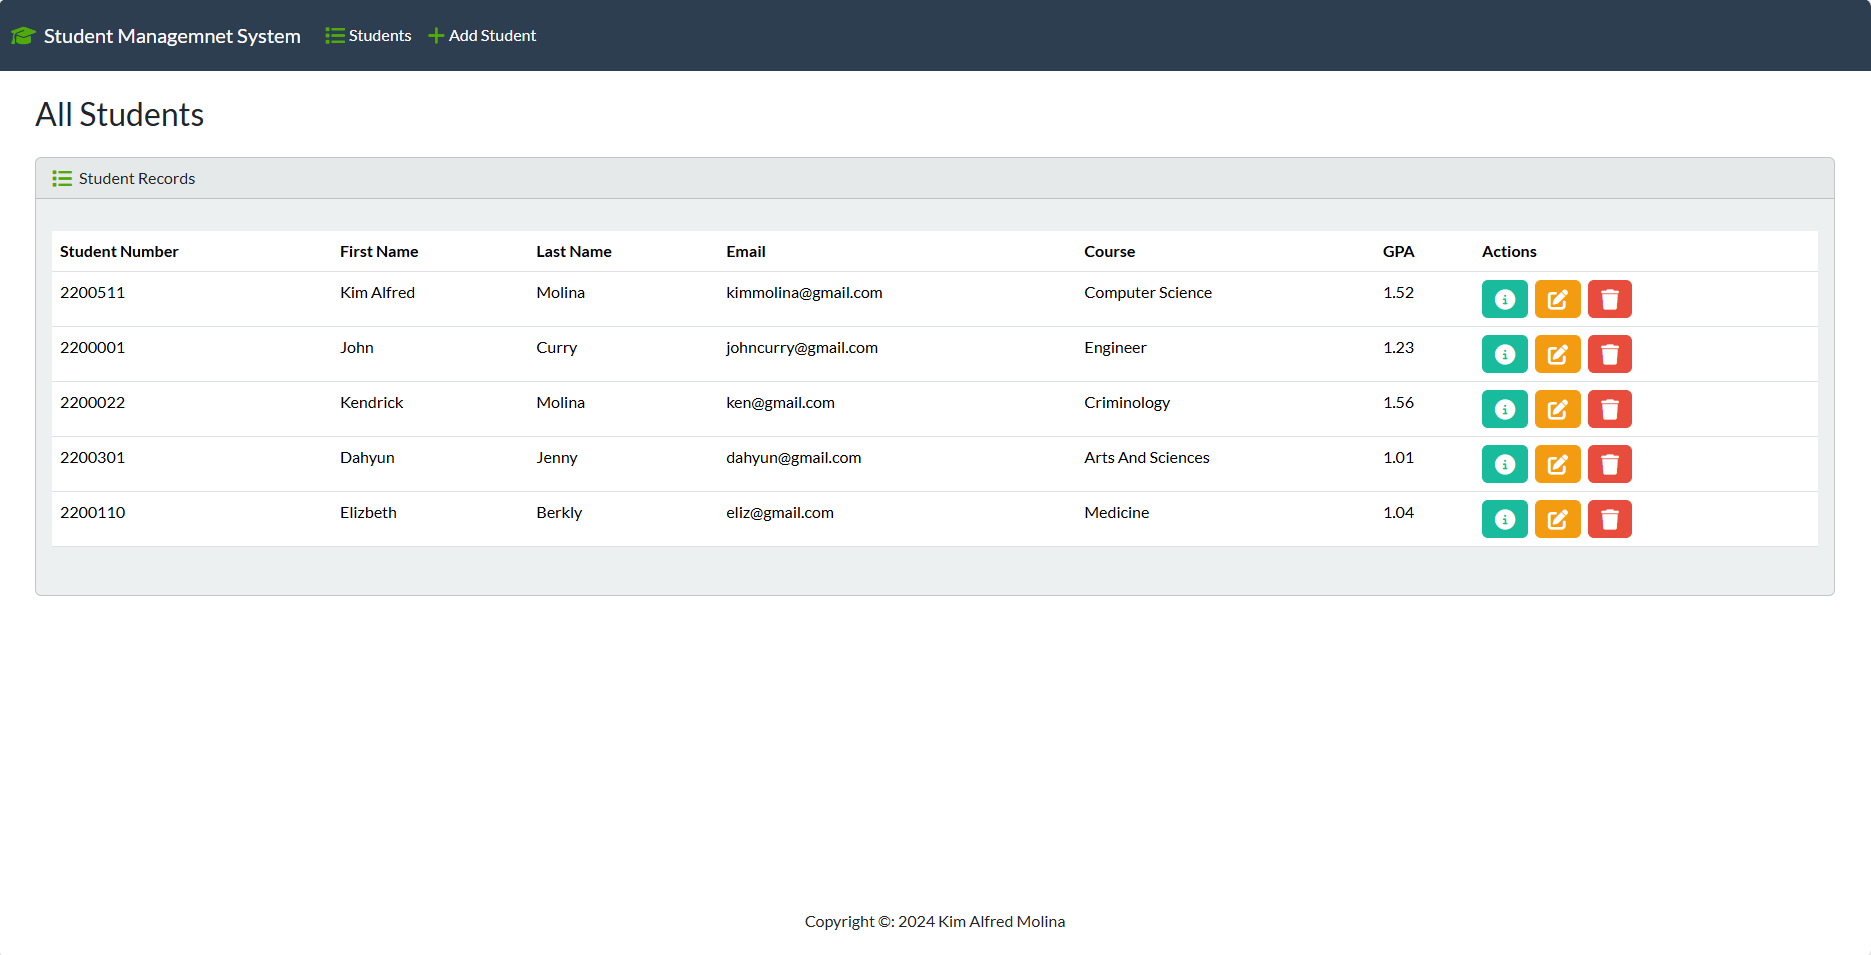 Student Managemnet System Students Add Student
All Students
Student Records
Student Number First Name Last Name Email Course GPA Actions
2200511 Kim Alfred Molina kimmolina@gmail.com Computer Science 1.52
2200001 John Curry johncurry@gmail.com Engineer 1.23
2200022 Kendrick Molina ken@gmail.com Criminology 1.56
2200301 Dahyun Jenny dahyun@gmail.com Arts And Sciences 1.01
2200110 Elizbeth Berkly eliz@gmail.com Medicine 1.04
Copyright ©: 2024 Kim Alfred Molina